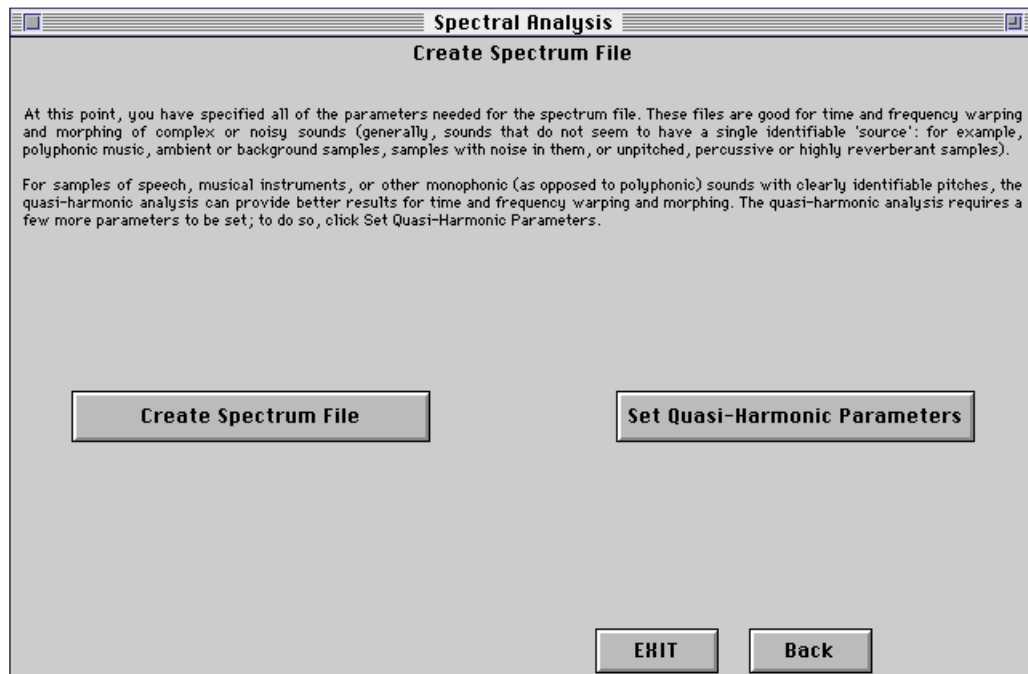 Spectral Analysis
Create Spectrum File
At this point, you have specified all of the parameters needed for the spectrum file. These files are good for time and frequency warping
and morphing of complex or noisy sounds (generally, sounds that do not seem to have a single identifiable 'source': for example,
polyphonic music, ambient or background samples, samples with noise in them, or unpitched, percussive or highly reverberant samples).
For samples of speech, musical instruments, or other monophonic (as opposed to polyphonic) sounds with clearly identifiable pitches, the
quasi-harmonic analysis can provide better results for time and frequency warping and morphing. The quasi-harmonic analysis requires a
few more parameters to be set; to do so, click Set Quasi-Harmonic Parameters.
Create Spectrum File
Set Quasi-Harmonic Parameters
EXIT
Back